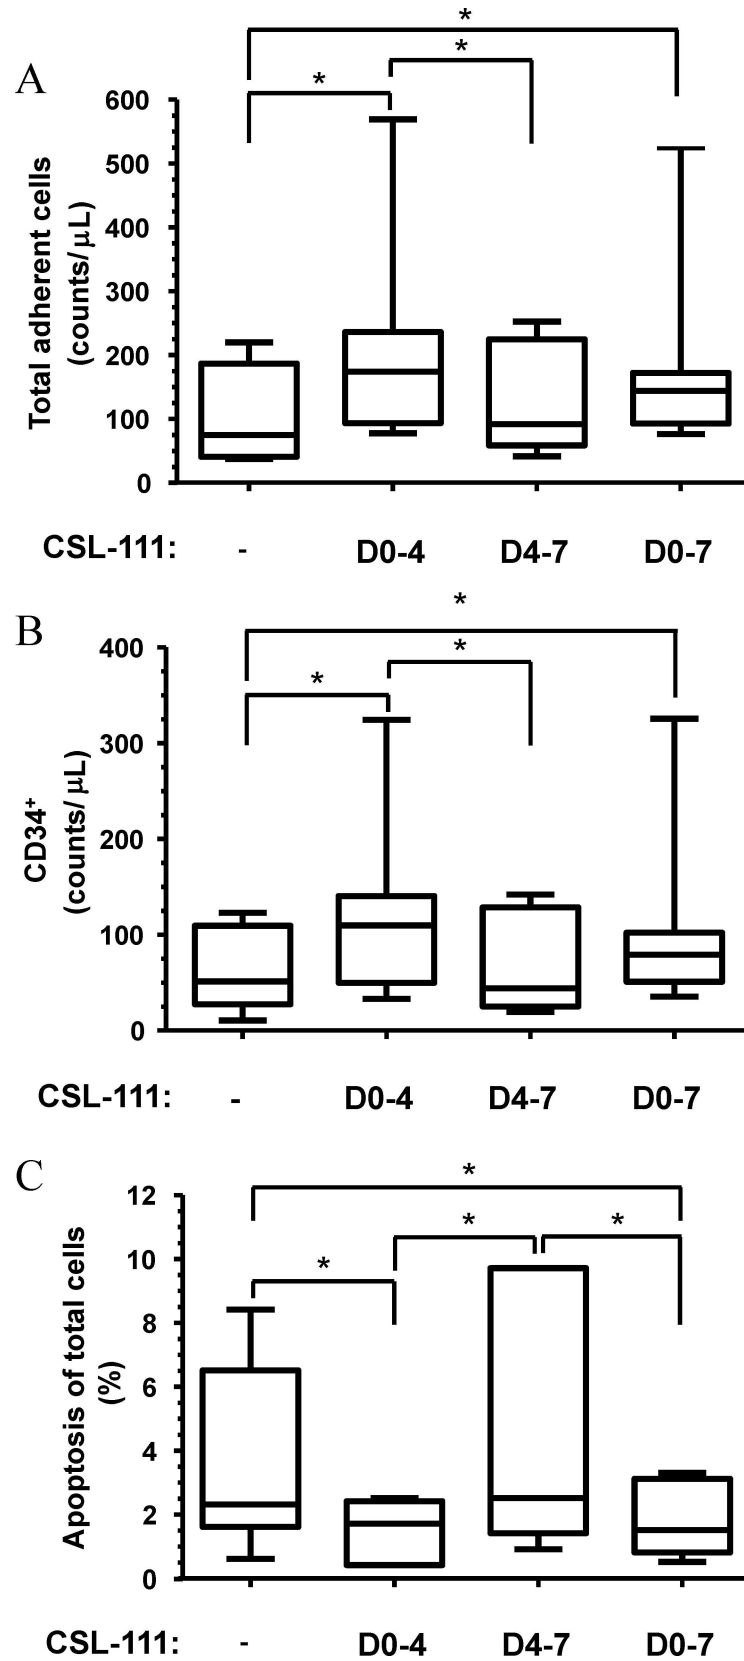 *
*
*
A
Total adherent cells
(counts/μL)
600
500
400
300
200
100
0
CSL-111: - D0-4 D4-7 D0-7
*
B
*
*
CD34+
(counts/μL)
400
300
200
100
0
CSL-111: - D0-4 D4-7 D0-7
C
*
*
*
*
Apoptosis of total cells
(%)
12
10
8
6
4
2
0
CSL-111: - D0-4 D4-7 D0-7